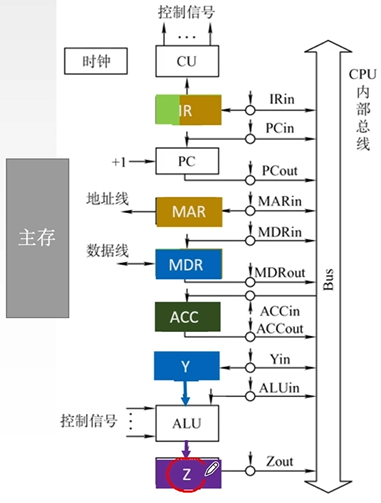 控制信号
时钟
CU
CPU
内部总线
IR
IRin
PCin
+1
PC
PCout
主存
地址线
MAR
MARin
MDRin
数据线
MDR
MDRout
Bus
ACC
ACCin
ACCout
Y
Yin
ALUin
控制信号
ALU
Z
Zout